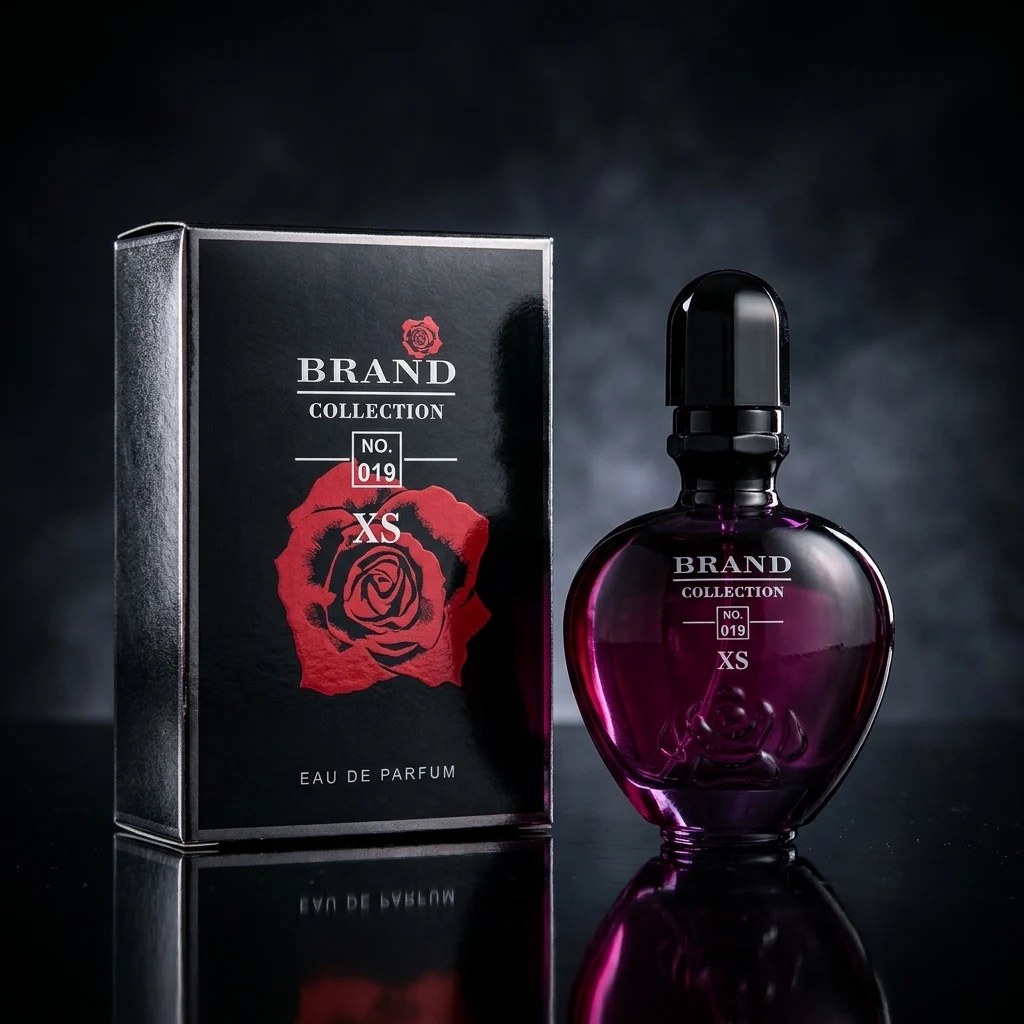 BRAND
COLLECTION
NO.
019
XS
EAU DE PARFUM
BRAND
COLLECTION
NO.
019
XS
EAU DE PARFUM